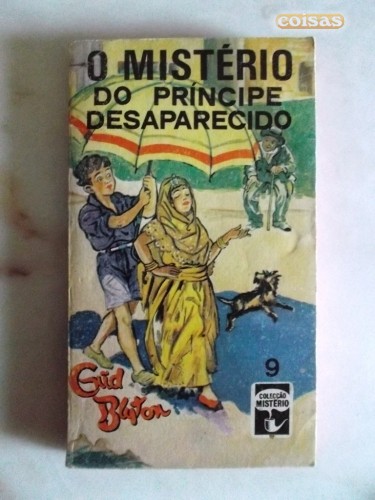 coisas
O MISTÉRIO
DO PRÍNCIPE
DESAPARECIDO
Enid
Blyton
9
COLECÇÃO
MISTÉRIO